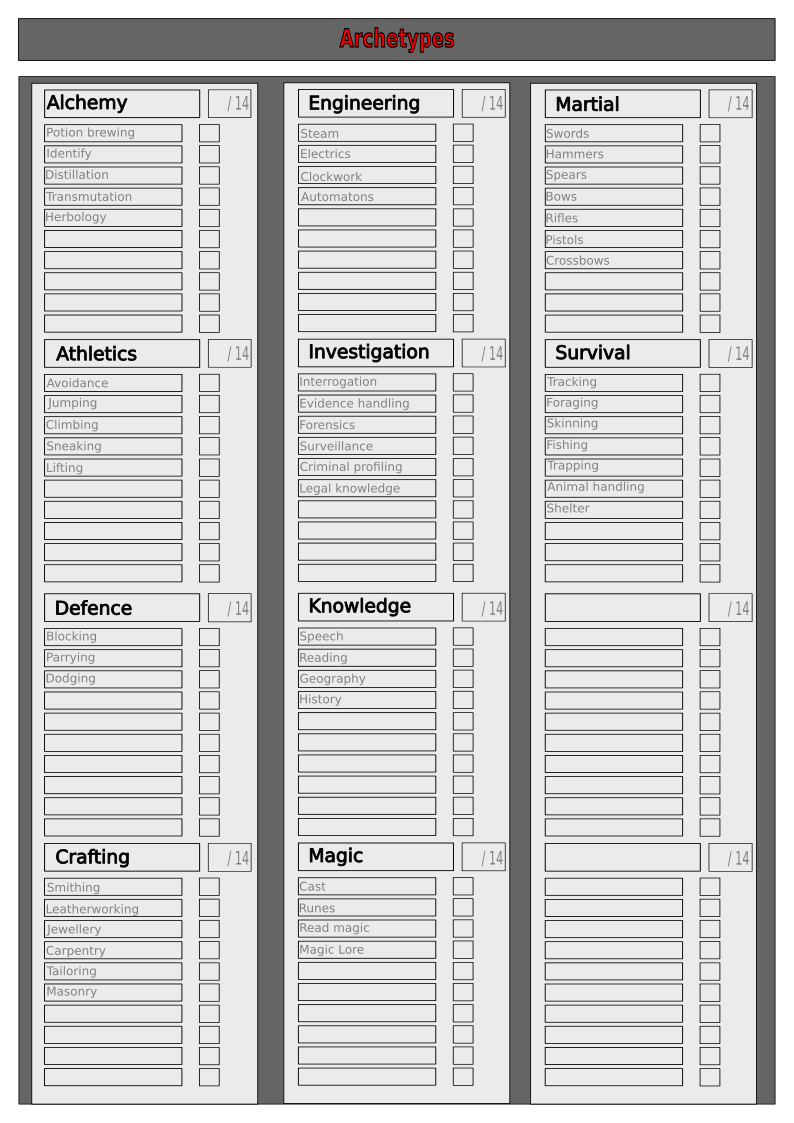 Archetypes
Alchemy / 14
Potion brewing
Identify
Distillation
Transmutation
Herbology
Athletics / 14
Avoidance
Jumping
Climbing
Sneaking
Lifting
Defence / 14
Blocking
Parrying
Dodging
Crafting / 14
Smithing
Leatherworking
Jewellery
Carpentry
Tailoring
Masonry
Engineering / 14
Steam
Electrics
Clockwork
Automatons
Investigation / 14
Interrogation
Evidence handling
Forensics
Surveillance
Criminal profiling
Legal knowledge
Knowledge / 14
Speech
Reading
Geography
History
Magic / 14
Cast
Runes
Read magic
Magic Lore
Martial / 14
Swords
Hammers
Spears
Bows
Rifles
Pistols
Crossbows
Survival / 14
Tracking
Foraging
Skinning
Fishing
Trapping
Animal handling
Shelter
/ 14
/ 14